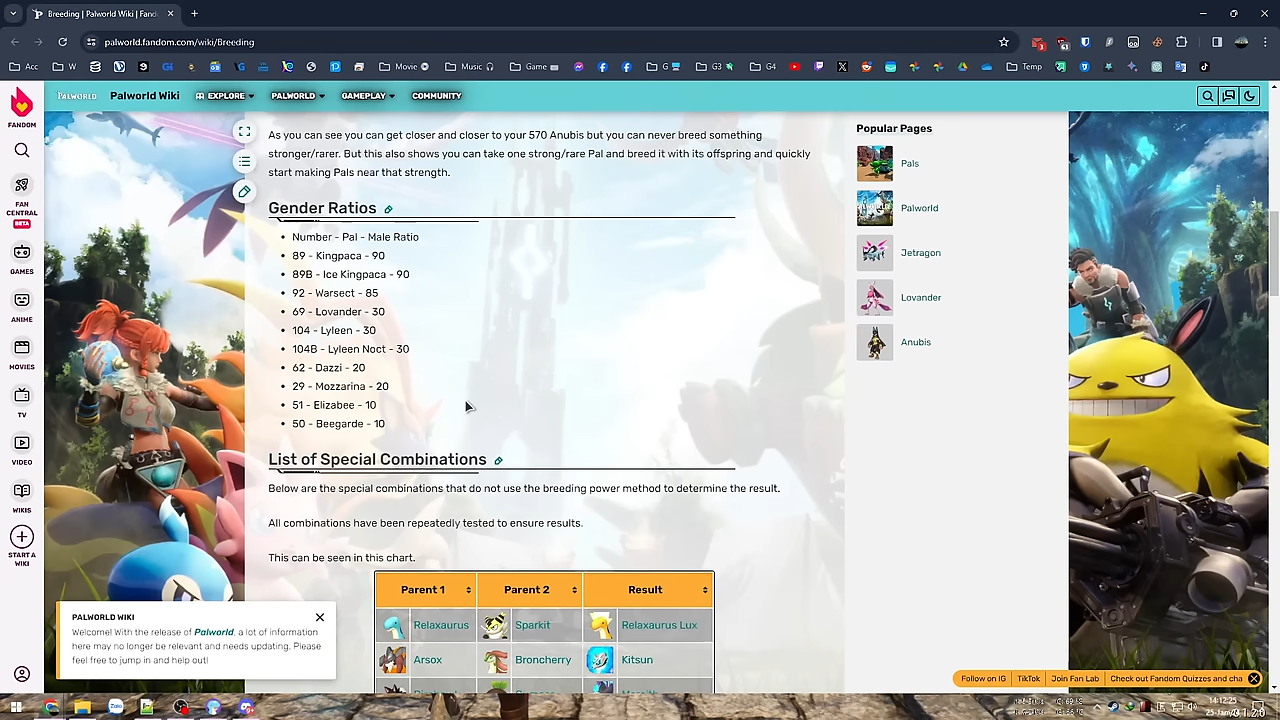 Breeding | Palworld Wiki | Fand
palworld.fandom.com/wiki/Breeding
Acc
W
Movie
Music
Game
G
G3
G4
Temp
PALWORLD
Palworld Wiki
EXPLORE
PALWORLD
GAMEPLAY
COMMUNITY
FANDOM
FAN CENTRAL
BETA
GAMES
ANIME
MOVIES
TV
VIDEO
WIKIS
START A WIKI
As you can see you can get closer and closer to your 570 Anubis but you can never breed something
stronger/rarer. But this also shows you can take one strong/rare Pal and breed it with its offspring and quickly
start making Pals near that strength.
Gender Ratios
Number - Pal - Male Ratio
89 - Kingpaca - 90
89B - Ice Kingpaca - 90
92 - Warsect - 85
69 - Lovander - 30
104 - Lyleen - 30
104B - Lyleen Noct - 30
62 - Dazzi - 20
29 - Mozzarina - 20
51 - Elizabee - 10
50 - Beegarde - 10
List of Special Combinations
Below are the special combinations that do not use the breeding power method to determine the result.
All combinations have been repeatedly tested to ensure results.
This can be seen in this chart.
Parent 1 Parent 2 Result
Relaxaurus Sparkit Relaxaurus Lux
Arsox Broncherry Kitsun
Popular Pages
Pals
Palworld
Jetragon
Lovander
Anubis
PALWORLD WIKI
Welcome! With the release of Palworld, a lot of information
here may no longer be relevant and needs updating. Please
feel free to jump in and help out!
Follow on IG
TikTok
Join Fan Lab
Check out Fandom Quizzes and cha
14:12:25